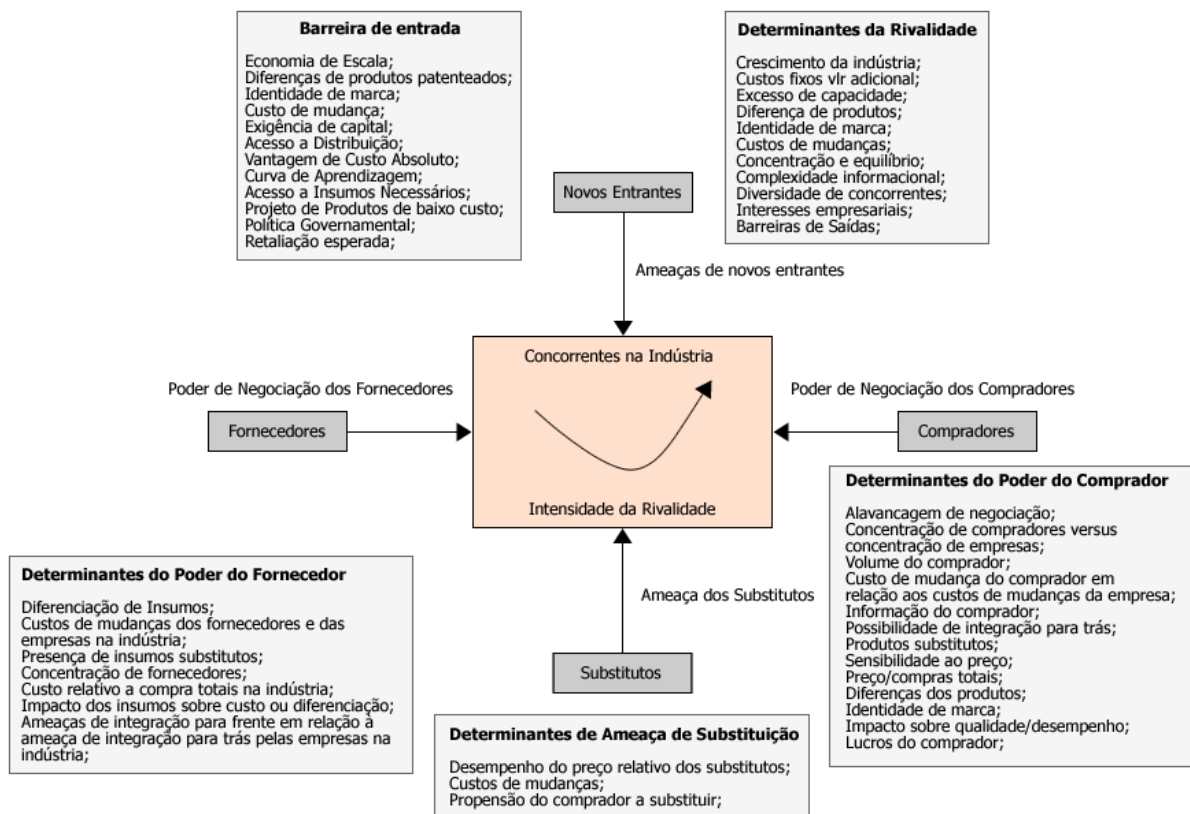 Barreira de entrada
Economia de Escala;
Diferenças de produtos patenteados;
Identidade de marca;
Custo de mudança;
Exigência de capital;
Acesso a Distribuição;
Vantagem de Custo Absoluto;
Curva de Aprendizagem;
Acesso a Insumos Necessários;
Projeto de Produtos de baixo custo;
Política Governamental;
Retaliação esperada;
Determinantes da Rivalidade
Crescimento da indústria;
Custos fixos vlr adicional;
Excesso de capacidade;
Diferença de produtos;
Identidade de marca;
Custos de mudanças;
Concentração e equilíbrio;
Complexidade informacional;
Diversidade de concorrentes;
Interesses empresariais;
Barreiras de Saídas;
Novos Entrantes
Ameaças de novos entrantes
Concorrentes na Indústria
Intensidade da Rivalidade
Poder de Negociação dos Fornecedores
Fornecedores
Poder de Negociação dos Compradores
Compradores
Determinantes do Poder do Comprador
Alavancagem de negociação;
Concentração de compradores versus
concentração de empresas;
Volume do comprador;
Custo de mudança do comprador em
relação aos custos de mudanças da empresa;
Informação do comprador;
Possibilidade de integração para trás;
Produtos substitutos;
Sensibilidade ao preço;
Preço/compras totais;
Diferenças dos produtos;
Identidade de marca;
Impacto sobre qualidade/desempenho;
Lucros do comprador;
Determinantes do Poder do Fornecedor
Diferenciação de Insumos;
Custos de mudanças dos fornecedores e das
empresas na indústria;
Presença de insumos substitutos;
Concentração de fornecedores;
Custo relativo a compra totais na indústria;
Impacto dos insumos sobre custo ou diferenciação;
Ameaças de integração para frente em relação à
ameaça de integração para trás pelas empresas na
indústria;
Ameaça dos Substitutos
Substitutos
Determinantes de Ameaça de Substituição
Desempenho do preço relativo dos substitutos;
Custos de mudanças;
Propensão do comprador a substituir;